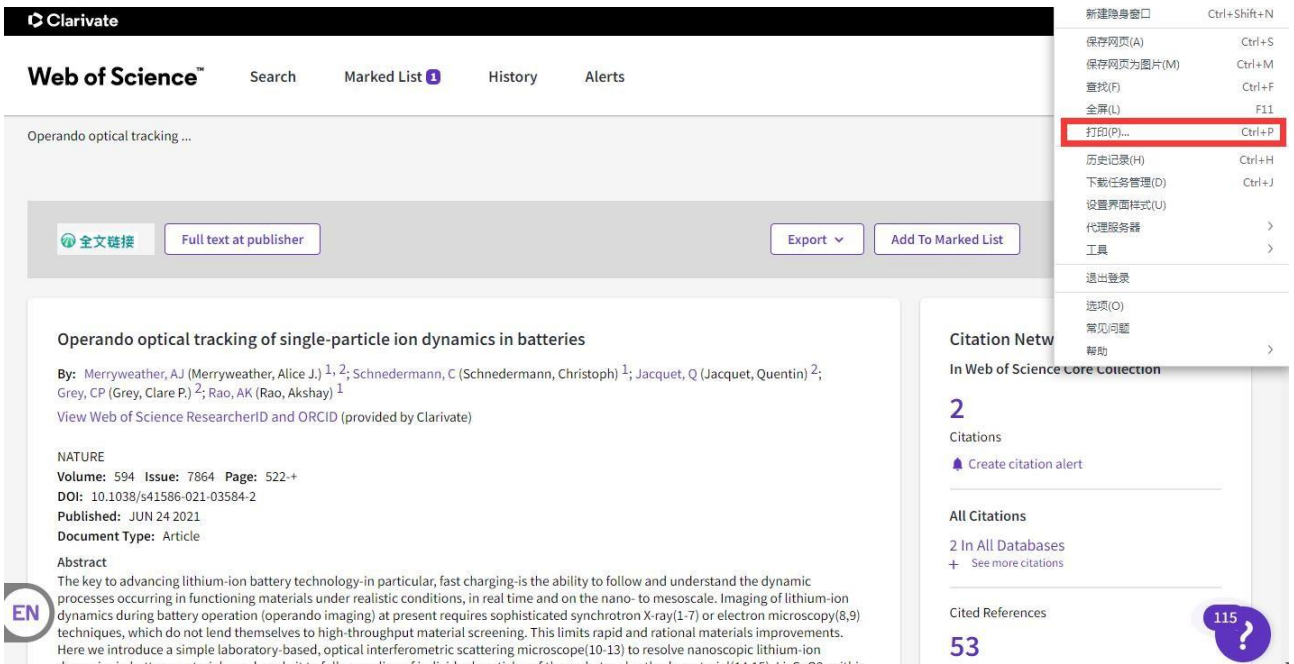 Clarivate
Web of Science™
Search
Marked List 1
History
Alerts
Operando optical tracking ...
全文链接
Full text at publisher
Export
Add To Marked List
Operando optical tracking of single-particle ion dynamics in batteries
By: Merryweather, AJ (Merryweather, Alice J.) 1, 2; Schnedermann, C (Schnedermann, Christoph) 1; Jacquet, Q (Jacquet, Quentin) 2;
Grey, CP (Grey, Clare P.) 2; Rao, AK (Rao, Akshay) 1
View Web of Science ResearcherID and ORCID (provided by Clarivate)
NATURE
Volume: 594 Issue: 7864 Page: 522-+
DOI: 10.1038/s41586-021-03584-2
Published: JUN 24 2021
Document Type: Article
Abstract
The key to advancing lithium-ion battery technology-in particular, fast charging-is the ability to follow and understand the dynamic
processes occurring in functioning materials under realistic conditions, in real time and on the nano- to mesoscale. Imaging of lithium-ion
dynamics during battery operation (operando imaging) at present requires sophisticated synchrotron X-ray(1-7) or electron microscopy(8,9)
techniques, which do not lend themselves to high-throughput material screening. This limits rapid and rational materials improvements.
Here we introduce a simple laboratory-based, optical interferometric scattering microscope(10-13) to resolve nanoscopic lithium-ion
EN
Citation Netw
In Web of Science Core Collection
2
Citations
Create citation alert
All Citations
2 In All Databases
+ See more citations
Cited References
53
115
?
新建隐身窗口 Ctrl+Shift+N
保存网页(A) Ctrl+S
保存网页为图片(M) Ctrl+M
查找(F) Ctrl+F
全屏(L) F11
打印(P)... Ctrl+P
历史记录(H) Ctrl+H
下载任务管理(D) Ctrl+J
设置界面样式(U)
代理服务器
工具
退出登录
选项(O)
常见问题
帮助